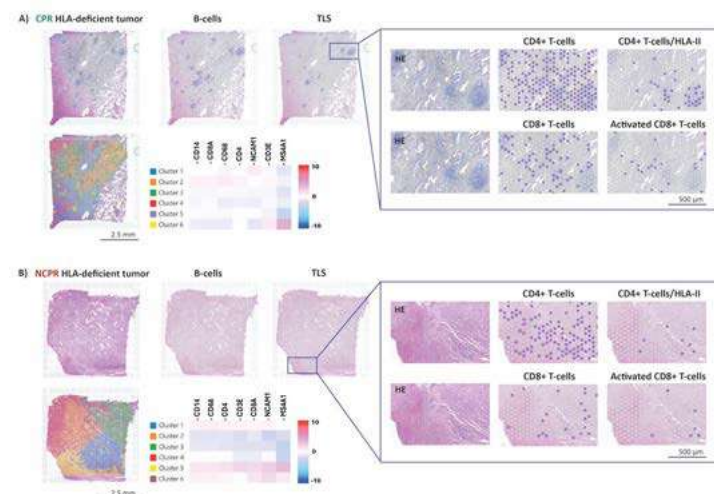 A) CPR HLA-deficient tumor
B-cells
TLS
HE
CD4+ T-cells
CD4+ T-cells/HLA-II
HE
CD8+ T-cells
Activated CD8+ T-cells
500 µm
- CD14
- CD8A
- CD68
- CD4
- NCAM1
- CD3E
- MS4A1
Cluster 1
Cluster 2
Cluster 3
Cluster 4
Cluster 5
Cluster 6
10
0
-10
2.5 mm
B) NCPR HLA-deficient tumor
B-cells
TLS
HE
CD4+ T-cells
CD4+ T-cells/HLA-II
HE
CD8+ T-cells
Activated CD8+ T-cells
500 µm
- CD14
- CD68
- CD4
- CD3E
- CD8A
- NCAM1
- MS4A1
Cluster 1
Cluster 2
Cluster 3
Cluster 4
Cluster 5
Cluster 6
10
0
-10
2.5 mm